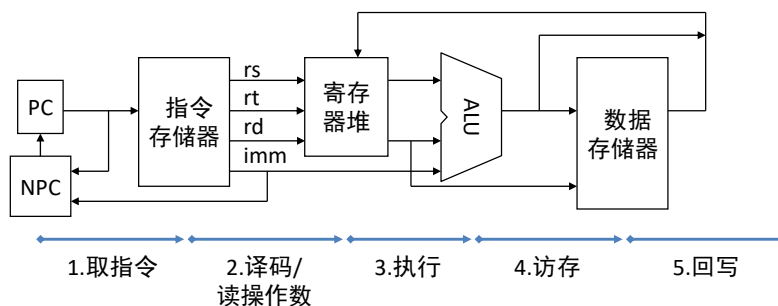 PC
NPC
指令
存储器
rs
rt
rd
imm
寄存
器堆
ALU
数据
存储器
1.取指令
2.译码/
读操作数
3.执行
4.访存
5.回写